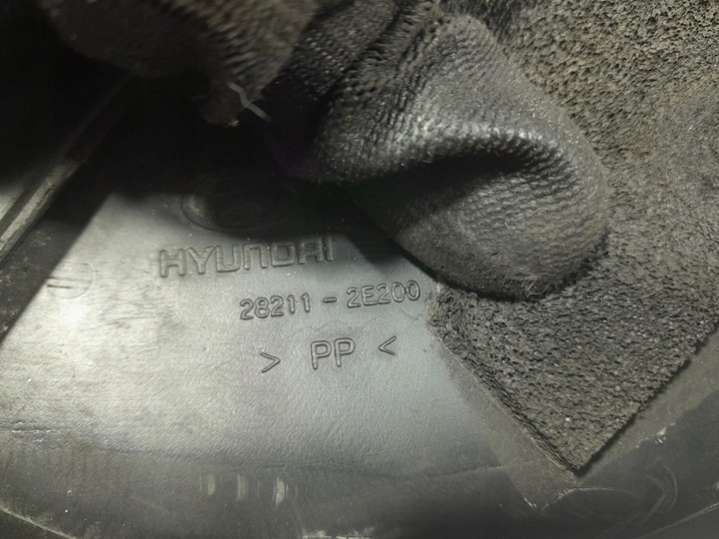 HYUNDAI
28211-2E200
> PP <